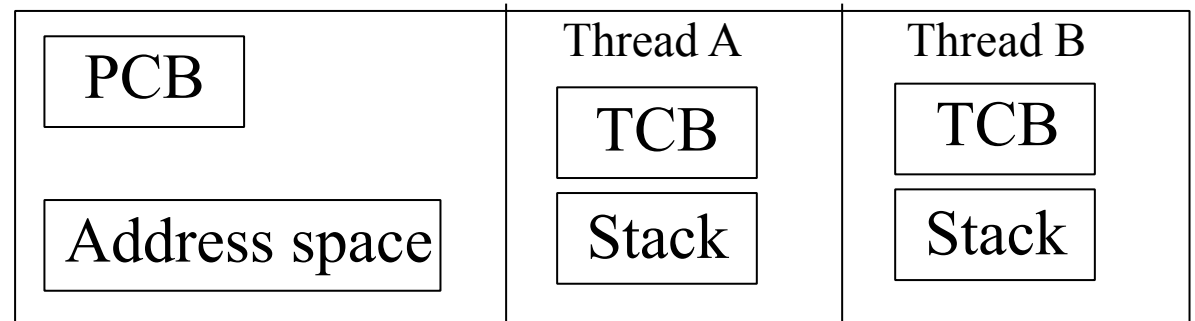 PCB
Address space
Thread A
TCB
Stack
Thread B
TCB
Stack